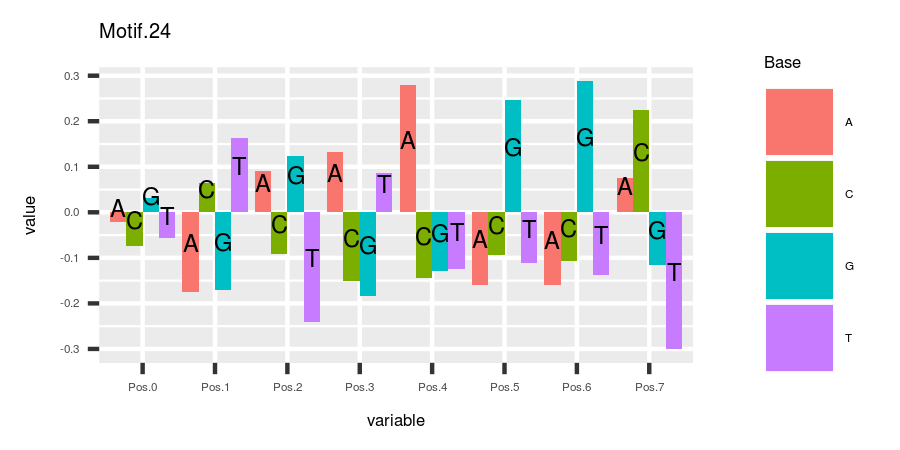 Motif.24
value
0.3
0.2
0.1
0.0
-0.1
-0.2
-0.3
A C G T A C G T A C G T A C G T A C G T A C G T A C G T A C G T
Pos.0 Pos.1 Pos.2 Pos.3 Pos.4 Pos.5 Pos.6 Pos.7
variable
Base
A
C
G
T